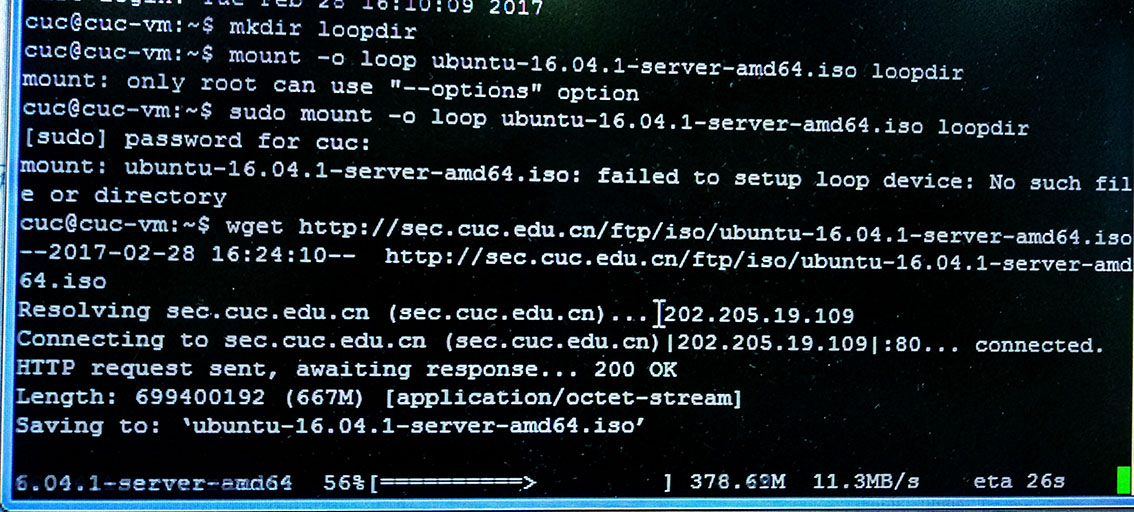 Login: Tue Feb 28 16:10:09 2017
cuc@cuc-vm:~$ mkdir loopdir
cuc@cuc-vm:~$ mount -o loop ubuntu-16.04.1-server-amd64.iso loopdir
mount: only root can use "--options" option
cuc@cuc-vm:~$ sudo mount -o loop ubuntu-16.04.1-server-amd64.iso loopdir
[sudo] password for cuc:
mount: ubuntu-16.04.1-server-amd64.iso: failed to setup loop device: No such fil
e or directory
cuc@cuc-vm:~$ wget http://sec.cuc.edu.cn/ftp/iso/ubuntu-16.04.1-server-amd64.iso
--2017-02-28 16:24:10--  http://sec.cuc.edu.cn/ftp/iso/ubuntu-16.04.1-server-amd
64.iso
Resolving sec.cuc.edu.cn (sec.cuc.edu.cn)... 202.205.19.109
Connecting to sec.cuc.edu.cn (sec.cuc.edu.cn)|202.205.19.109|:80... connected.
HTTP request sent, awaiting response... 200 OK
Length: 699400192 (667M) [application/octet-stream]
Saving to: ‘ubuntu-16.04.1-server-amd64.iso’
6.04.1-server-amd64  56%[==========>         ] 378.69M  11.3MB/s    eta 26s